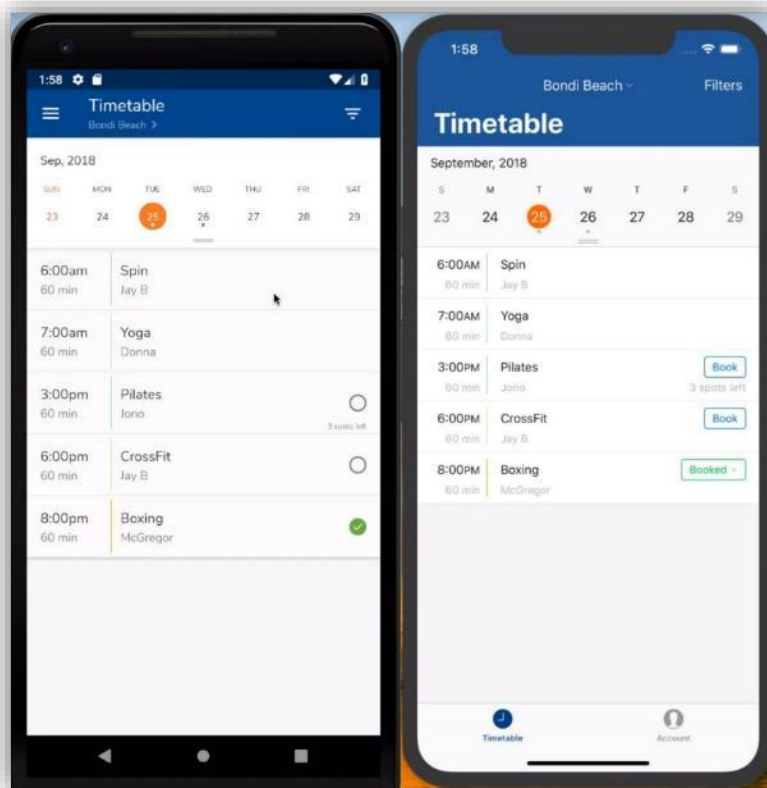 1:58
Timetable
Bondi Beach >
Sep, 2018
SUN MON TUE WED THU FRI SAT
23 24 25 26 27 28 29
6:00am Spin
60 min Jay B
7:00am Yoga
60 min Donna
3:00pm Pilates
60 min Jono
3 spots left
6:00pm CrossFit
60 min Jay B
8:00pm Boxing
60 min McGregor
1:58
Bondi Beach
Filters
Timetable
September, 2018
S M T W T F S
23 24 25 26 27 28 29
6:00AM Spin
60 min Jay B
7:00AM Yoga
60 min Donna
3:00PM Pilates Book
60 min Jono 3 spots left
6:00PM CrossFit Book
60 min Jay B
8:00PM Boxing Booked
60 min McGregor
Timetable Account